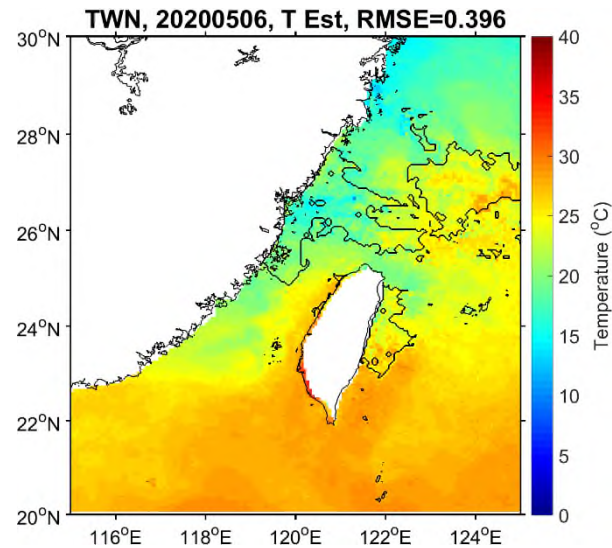 TWN, 20200506, T Est, RMSE=0.396
30°N
28°N
26°N
24°N
22°N
20°N
116°E
118°E
120°E
122°E
124°E
40
35
30
25
20
15
10
5
0
Temperature (°C)